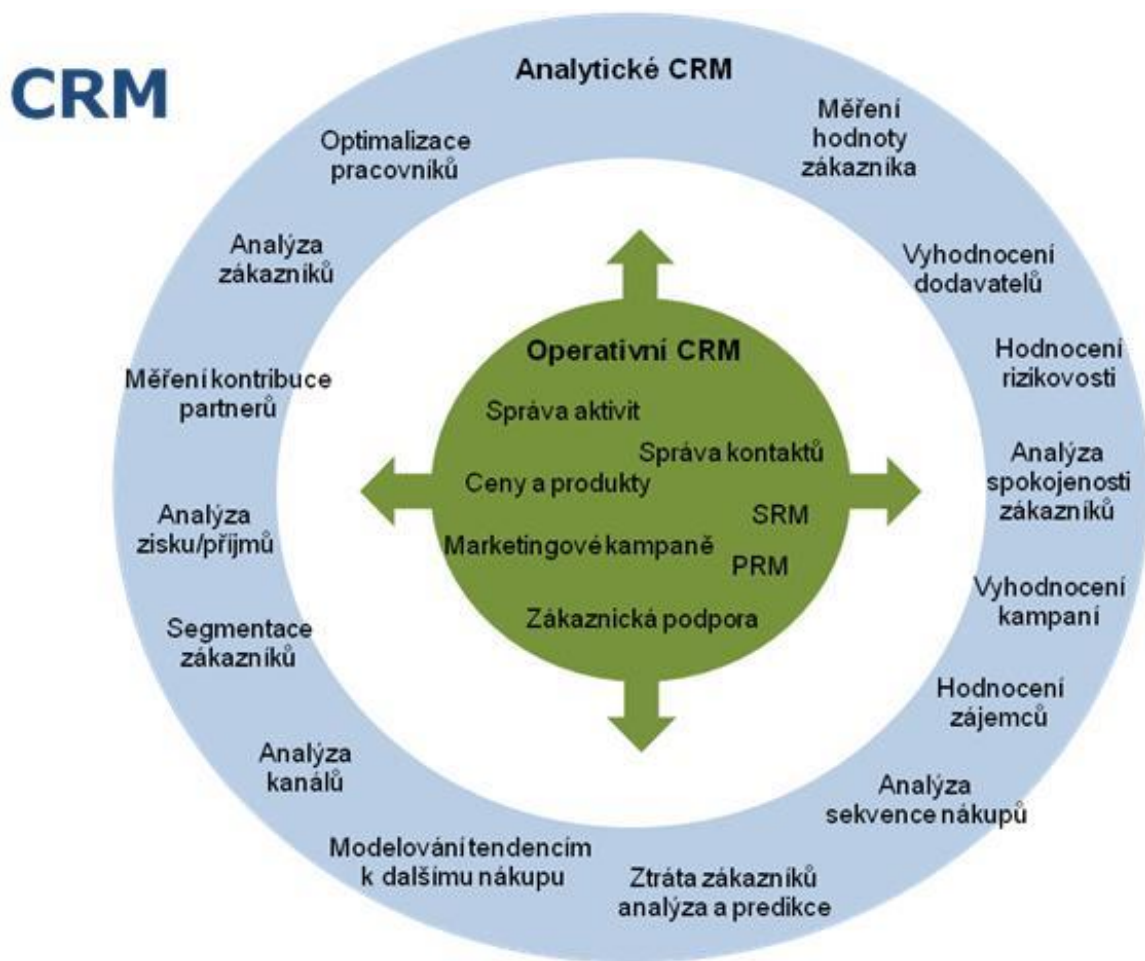 CRM
Analytické CRM
Měření
hodnoty
zákazníka
Vyhodnocení
dodavatelů
Hodnocení
rizikovosti
Analýza
spokojenosti
zákazníků
Vyhodnocení
kampaní
Hodnocení
zájemců
Analýza
sekvence nákupů
Ztráta zákazníků
analýza a predikce
Modelování tendencím
k dalšímu nákupu
Analýza
kanálů
Segmentace
zákazníků
Analýza
zisku/příjmů
Měření kontribuce
partnerů
Analýza
zákazníků
Optimalizace
pracovníků
Operativní CRM
Správa aktivit
Správa kontaktů
Ceny a produkty
SRM
Marketingové kampaně
PRM
Zákaznická podpora